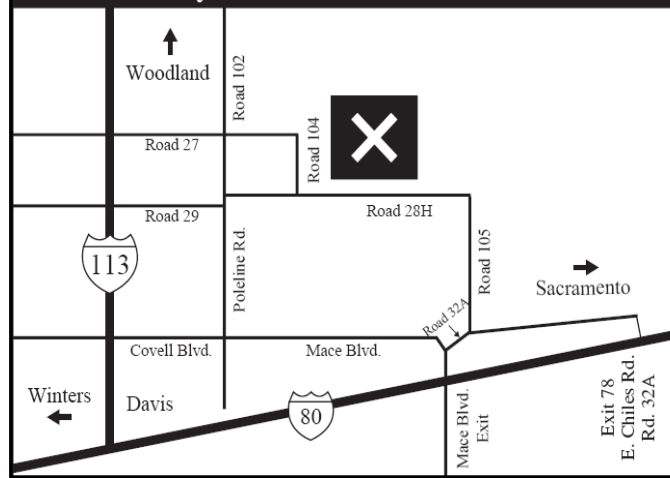 Woodland
Road 102
Road 27
Road 104
Road 29
Road 28H
113
Poleline Rd.
Road 105
Sacramento
Road 32A
Covell Blvd.
Mace Blvd.
Winters
Davis
80
Mace Blvd.
Exit
Exit 78
E. Chiles Rd.
Rd. 32A